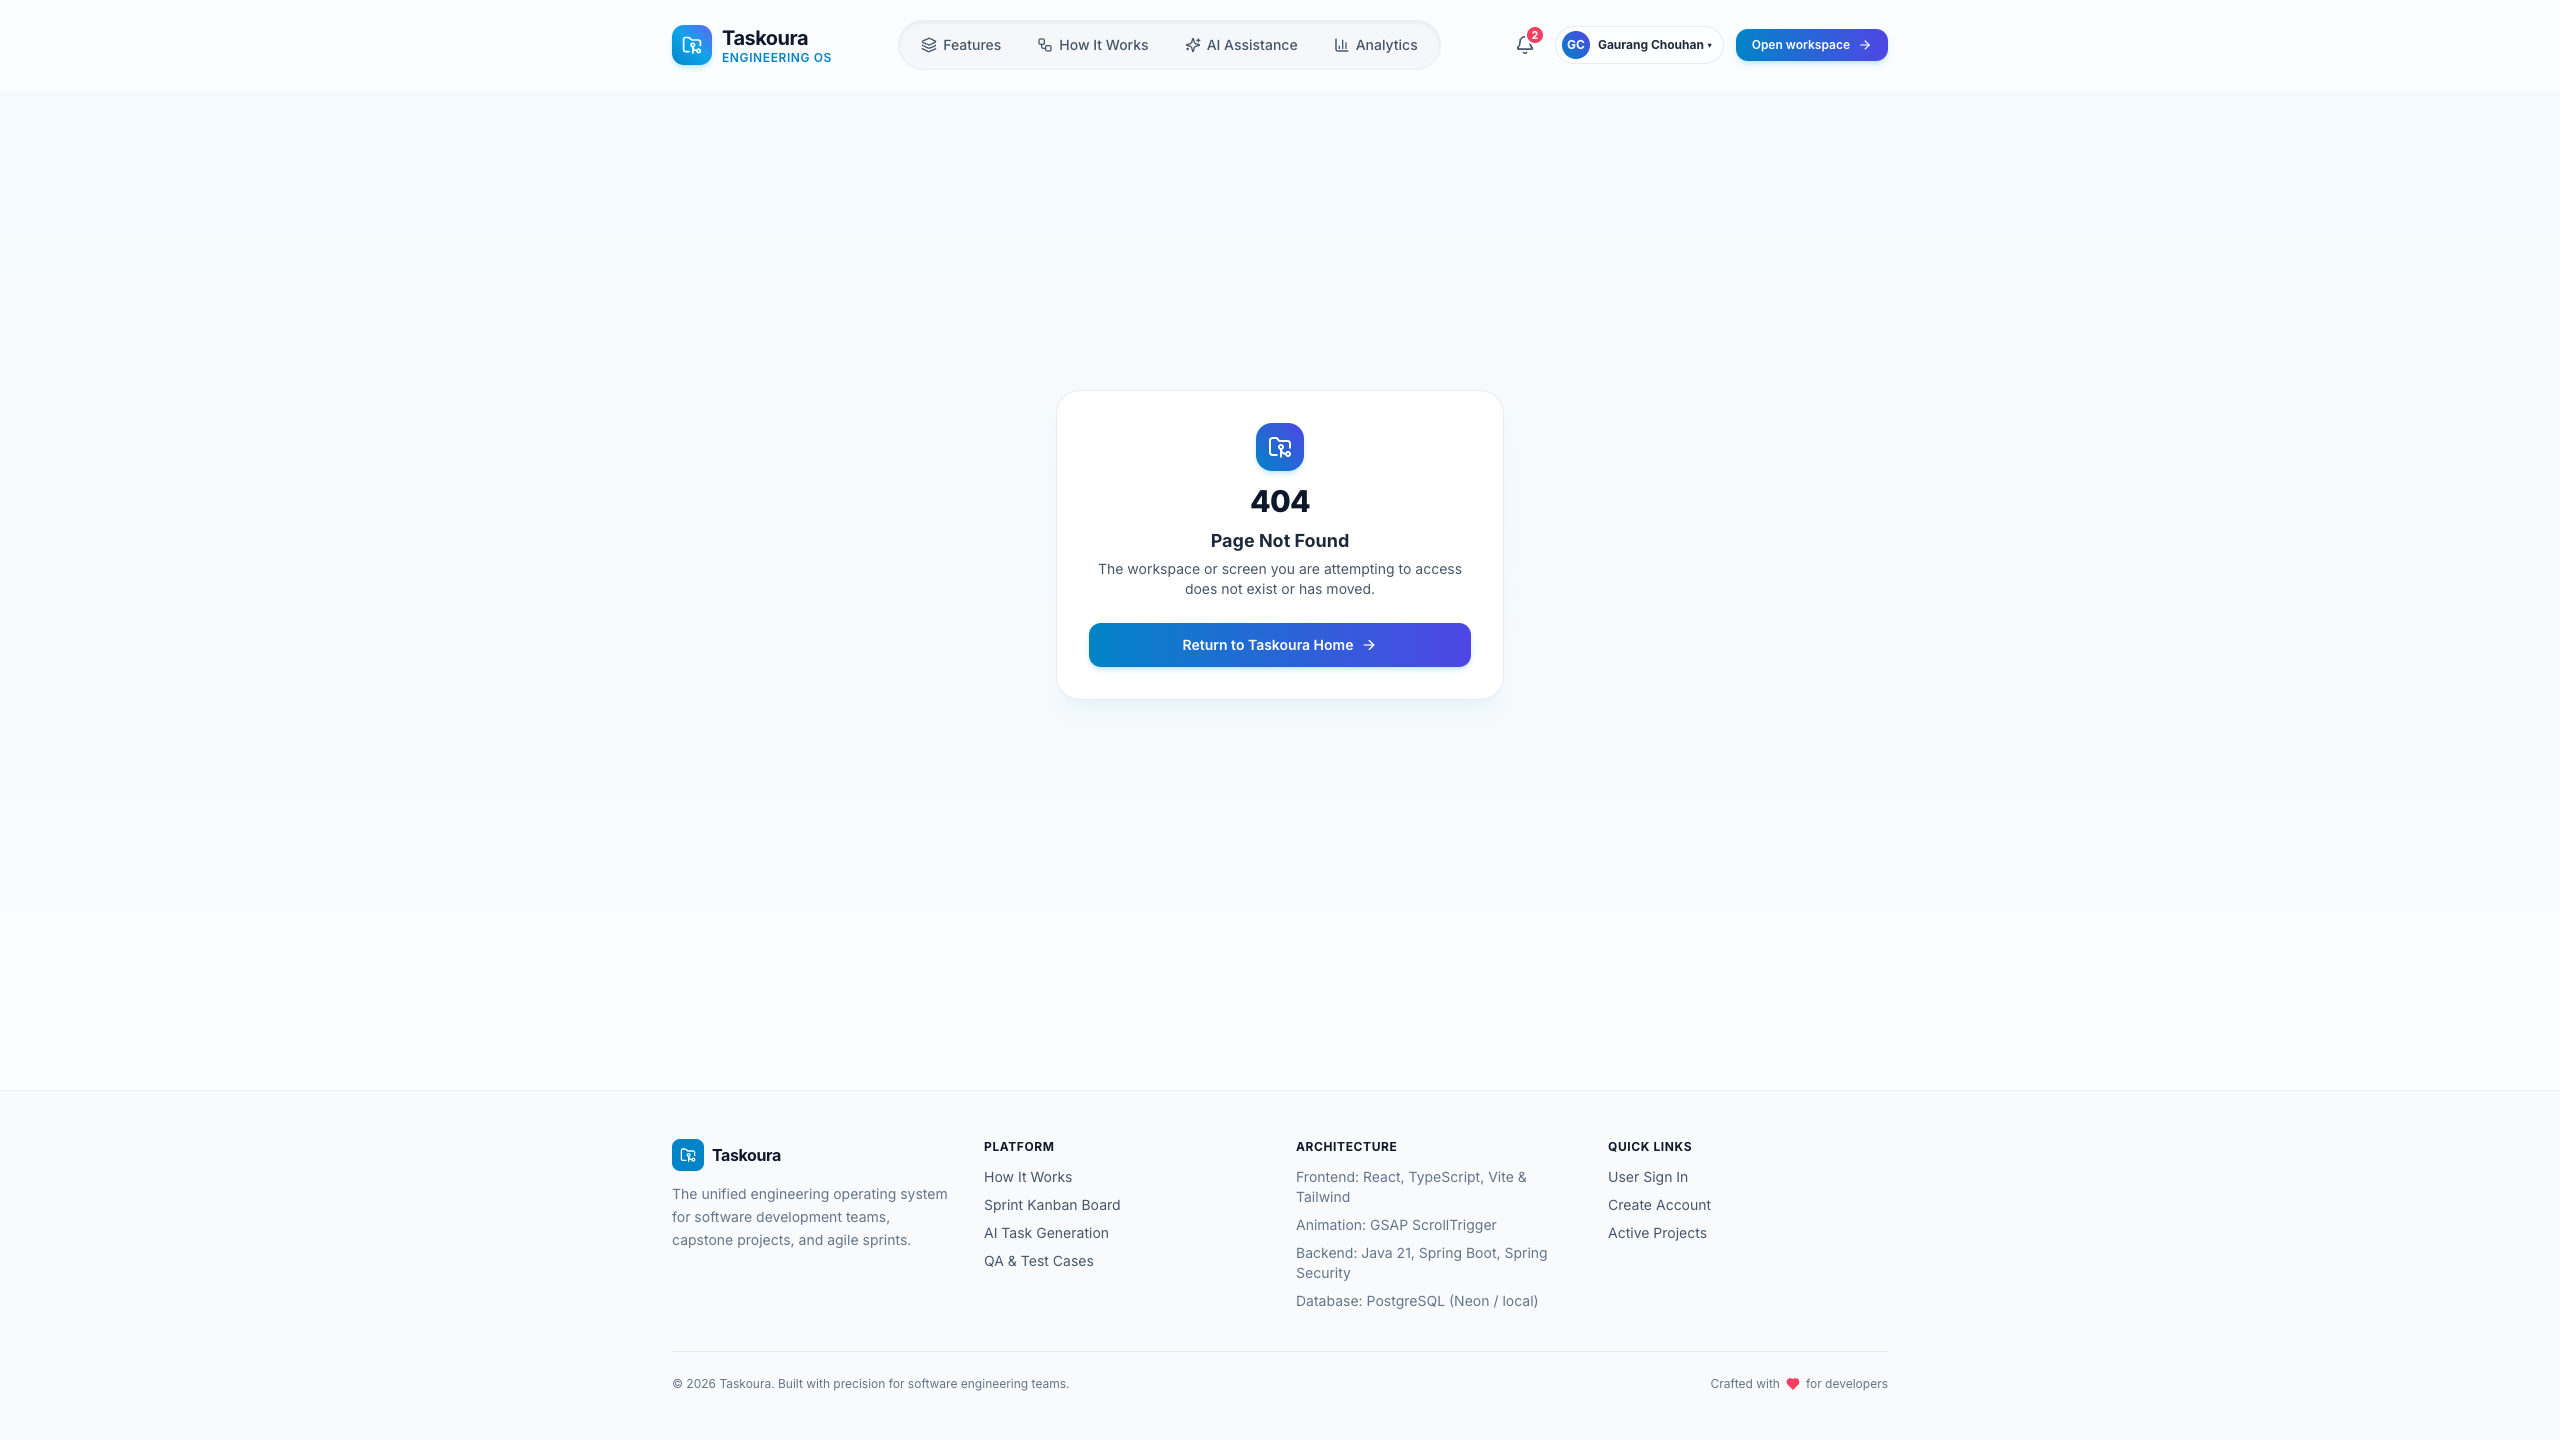 Taskoura
ENGINEERING OS
Features
How It Works
AI Assistance
Analytics
2
GC
Gaurang Chouhan
Open workspace
404
Page Not Found
The workspace or screen you are attempting to access
does not exist or has moved.
Return to Taskoura Home
Taskoura
The unified engineering operating system
for software development teams,
capstone projects, and agile sprints.
PLATFORM
How It Works
Sprint Kanban Board
AI Task Generation
QA & Test Cases
ARCHITECTURE
Frontend: React, TypeScript, Vite &
Tailwind
Animation: GSAP ScrollTrigger
Backend: Java 21, Spring Boot, Spring
Security
Database: PostgreSQL (Neon / local)
QUICK LINKS
User Sign In
Create Account
Active Projects
© 2026 Taskoura. Built with precision for software engineering teams.
Crafted with ❤ for developers